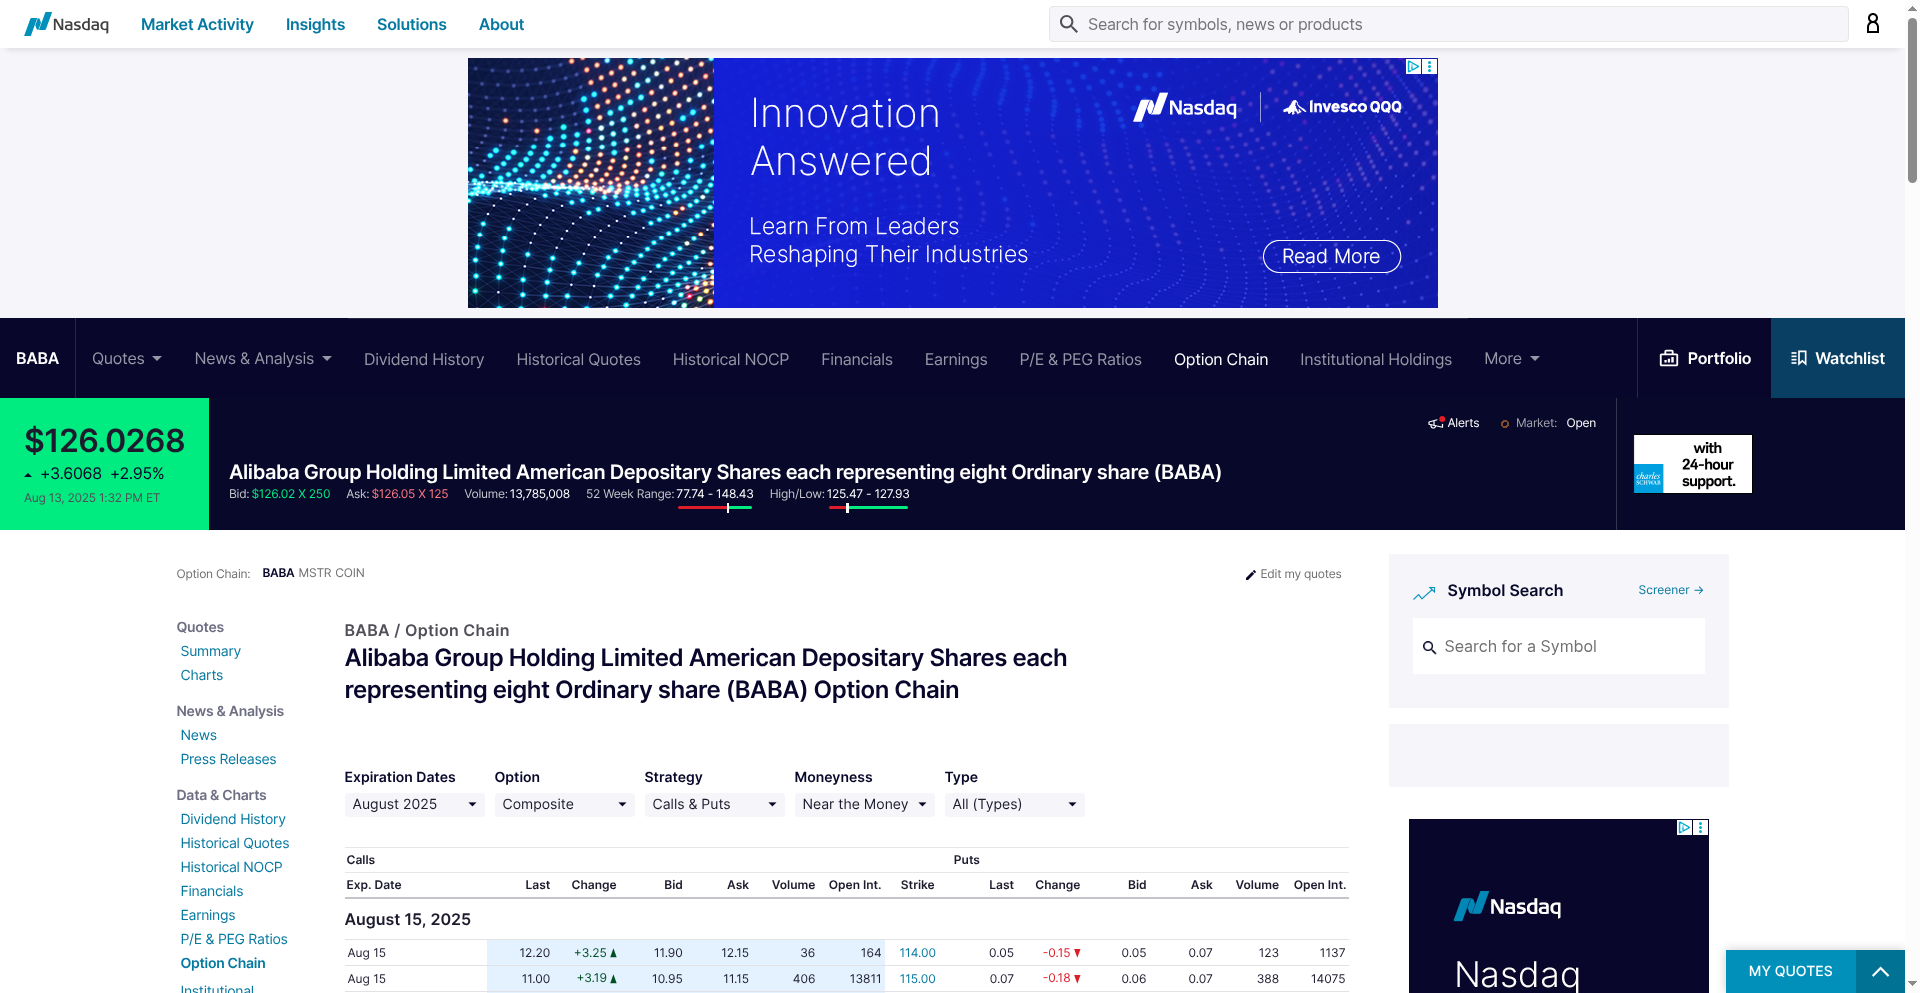 Nasdaq
Market Activity
Insights
Solutions
About
Search for symbols, news or products
Innovation
Answered
Nasdaq
Invesco QQQ
Learn From Leaders
Reshaping Their Industries
Read More
BABA
Quotes
News & Analysis
Dividend History
Historical Quotes
Historical NOCP
Financials
Earnings
P/E & PEG Ratios
Option Chain
Institutional Holdings
More
Portfolio
Watchlist
$126.0268
+3.6068 +2.95%
Aug 13, 2025 1:32 PM ET
Alerts
Market: Open
Alibaba Group Holding Limited American Depositary Shares each representing eight Ordinary share (BABA)
Bid: $126.02 X 250 Ask: $126.05 X 125 Volume: 13,785,008 52 Week Range: 77.74 - 148.43 High/Low: 125.47 - 127.93
with
24-hour
support.
charles
SCHWAB
Option Chain: BABA MSTR COIN
Edit my quotes
Quotes
Summary
Charts
News & Analysis
News
Press Releases
Data & Charts
Dividend History
Historical Quotes
Historical NOCP
Financials
Earnings
P/E & PEG Ratios
Option Chain
Institutional
BABA / Option Chain
Alibaba Group Holding Limited American Depositary Shares each
representing eight Ordinary share (BABA) Option Chain
Expiration Dates Option Strategy Moneyness Type
August 2025 Composite Calls & Puts Near the Money All (Types)
Calls Puts
Exp. Date Last Change Bid Ask Volume Open Int. Strike Last Change Bid Ask Volume Open Int.
August 15, 2025
Aug 15 12.20 +3.25 11.90 12.15 36 164 114.00 0.05 -0.15 0.05 0.07 123 1137
Aug 15 11.00 +3.19 10.95 11.15 406 13811 115.00 0.07 -0.18 0.06 0.07 388 14075
Symbol Search
Screener →
Search for a Symbol
Nasdaq
Nasdaq
MY QUOTES